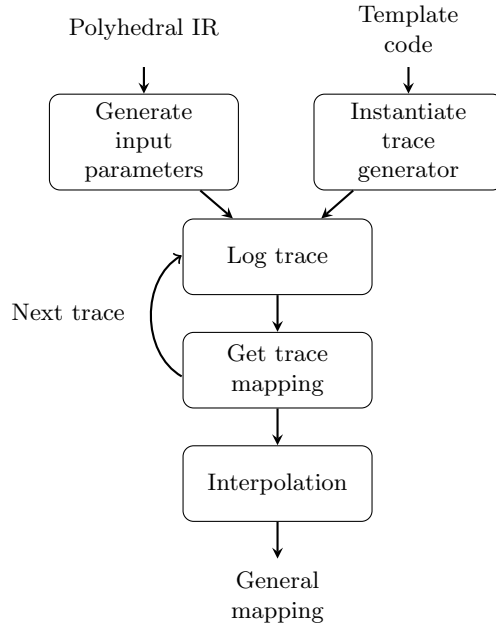 Polyhedral IR
Template
code
Generate
input
parameters
Instantiate
trace
generator
Log trace
Next trace
Get trace
mapping
Interpolation
General
mapping